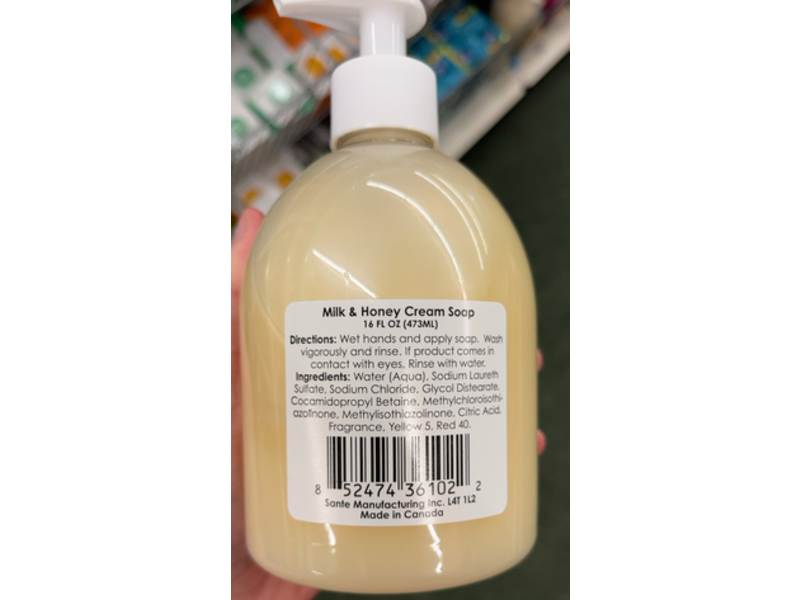 Milk & Honey Cream Soap
16 FL OZ (473ML)
Directions: Wet hands and apply soap. Wash
vigorously and rinse. If product comes in
contact with eyes, Rinse with water.
Ingredients: Water (Aqua), Sodium Laureth
Sulfate, Sodium Chloride, Glycol Distearate,
Cocamidopropyl Betaine, Methylchloroisothi-
azolinone, Methylisothiazolinone, Citric Acid,
Fragrance, Yellow 5, Red 40.
8 52474 36102 2
Sante Manufacturing Inc. L4T 1L2
Made in Canada